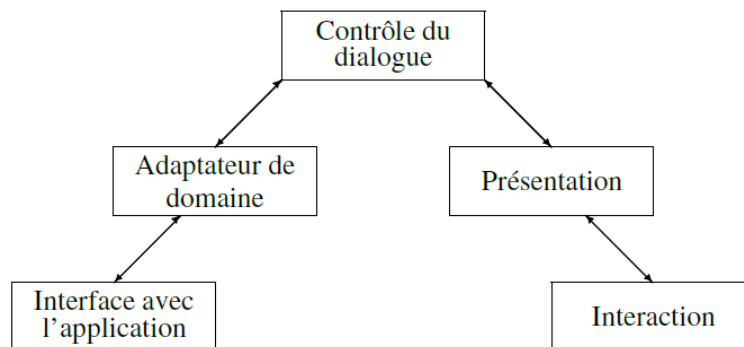 Contrôle du
dialogue
Adaptateur de
domaine
Présentation
Interface avec
l'application
Interaction